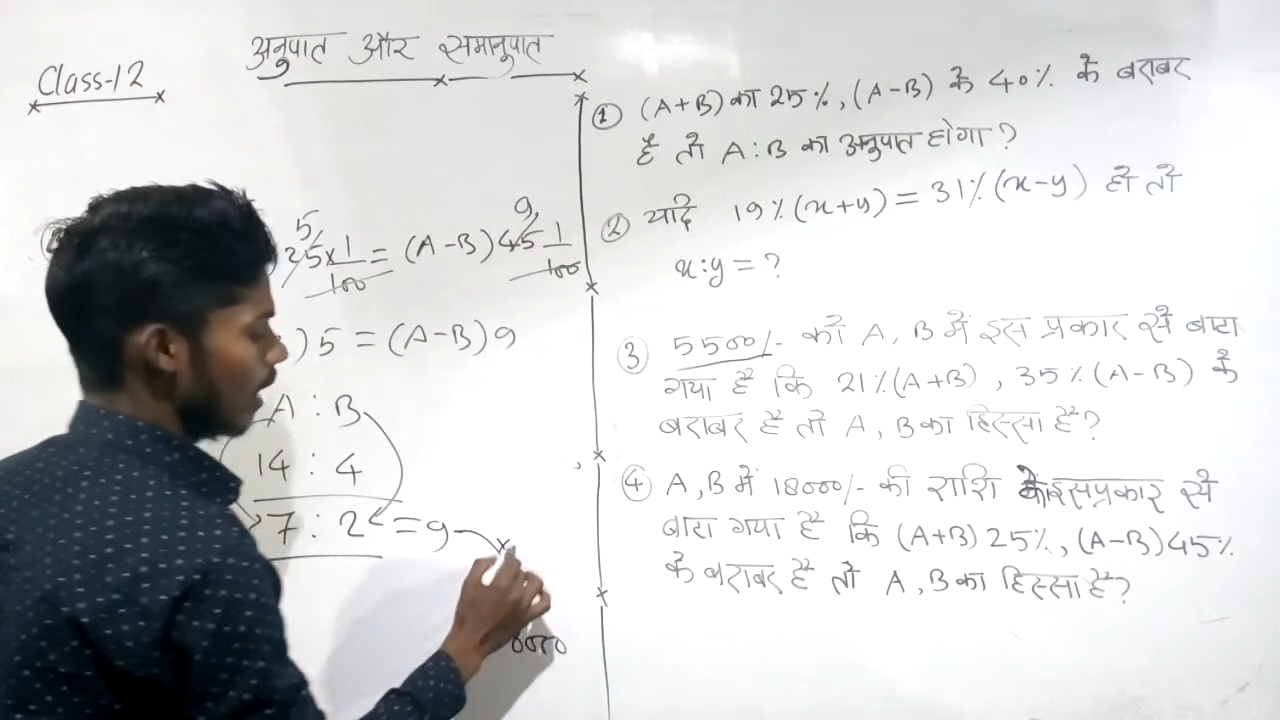 अनुपात और समानुपात
Class-12
5 9
) 25 × 1/100 = (A-B) 45 1/100
) 5 = (A-B) 9
A : B
14 : 4
7 : 2 = 9
① (A+B) का 25%, (A-B) के 40% के बराबर
है तो A:B का अनुपात होगा?
② यदि 19% (x+y) = 31% (x-y) हो तो
x:y = ?
③ 5500/- को A, B में इस प्रकार से बाटा
गया है कि 21% (A+B), 35% (A-B) के
बराबर है तो A, B का हिस्सा है?
④ A, B में 18000/- की राशि को इस प्रकार से
बाटा गया है कि (A+B) 25%, (A-B) 45%
के बराबर है तो A, B का हिस्सा है?